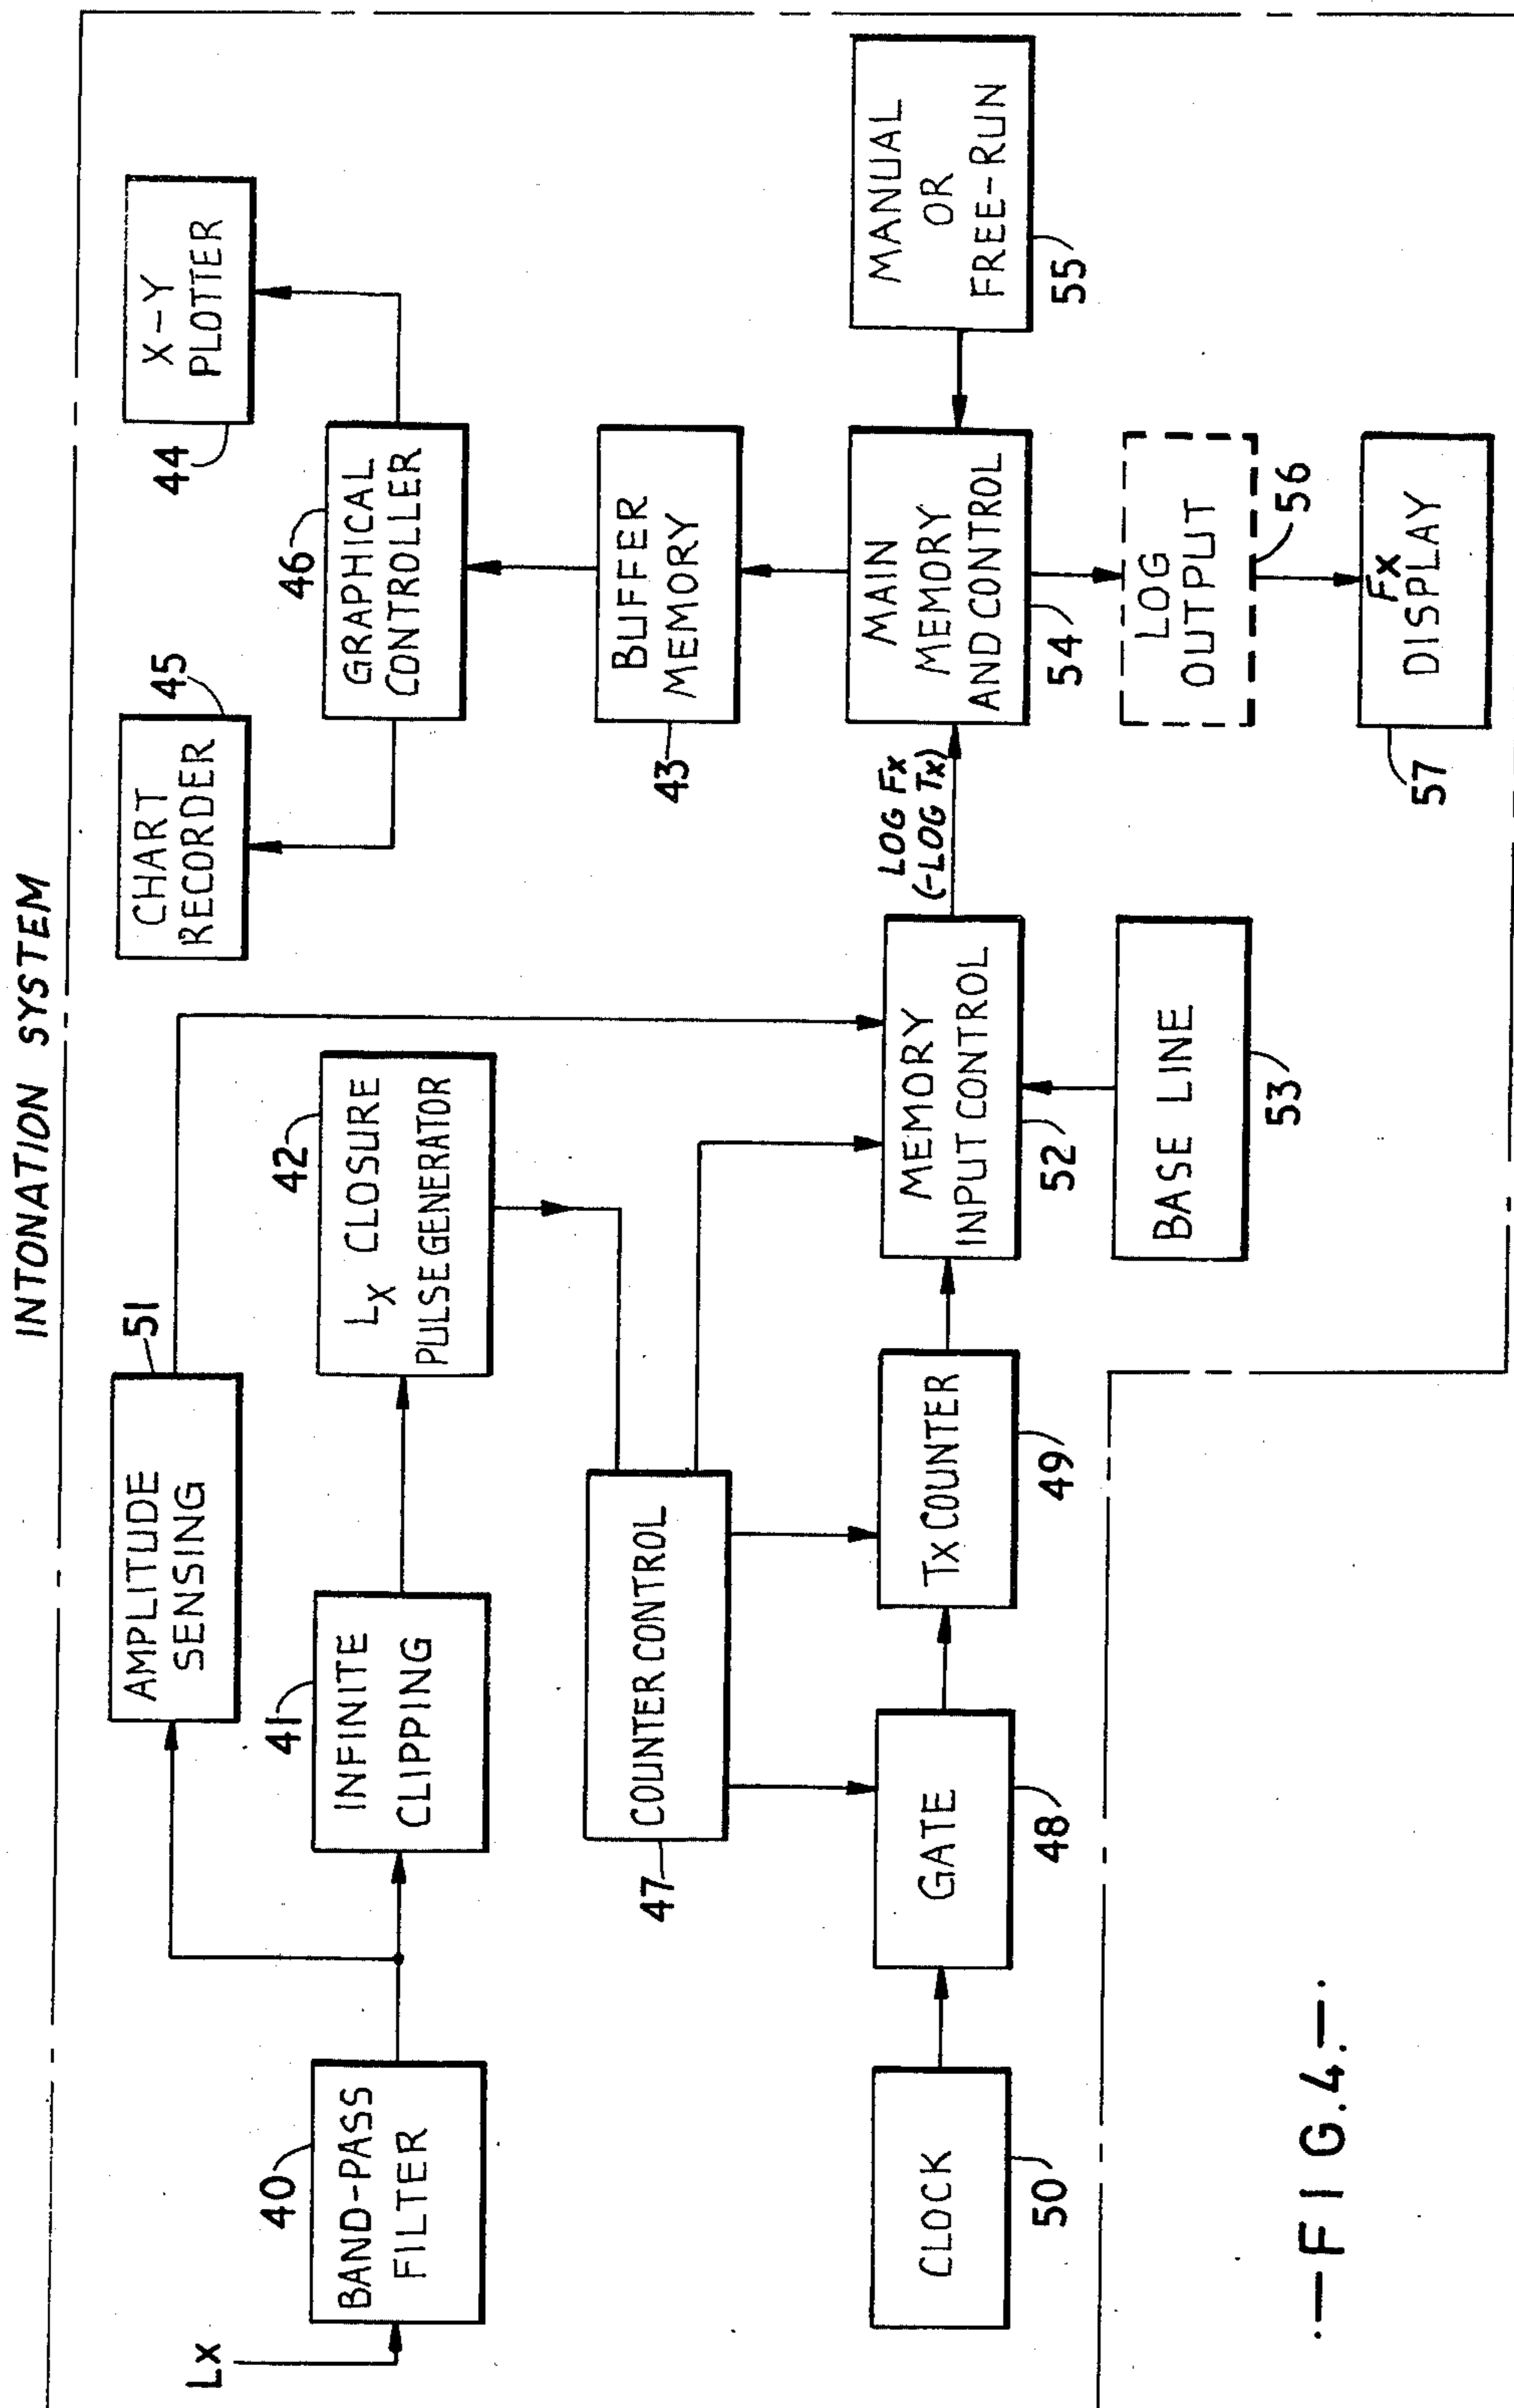 INTONATION SYSTEM
Lx
40
BAND-PASS
FILTER
51
AMPLITUDE
SENSING
41
INFINITE
CLIPPING
42
Lx CLOSURE
PULSE GENERATOR
45
CHART
RECORDER
44
X-Y
PLOTTER
46
GRAPHICAL
CONTROLLER
47
COUNTER CONTROL
43
BUFFER
MEMORY
CLOCK
50
GATE
48
Tx COUNTER
49
MEMORY
INPUT CONTROL
52
LOG Fx
(-LOG Tx)
MAIN
MEMORY
AND CONTROL
54
MANUAL
OR
FREE-RUN
55
BASE LINE
53
LOG
OUTPUT
56
Fx
DISPLAY
57
.—FIG.4.—.